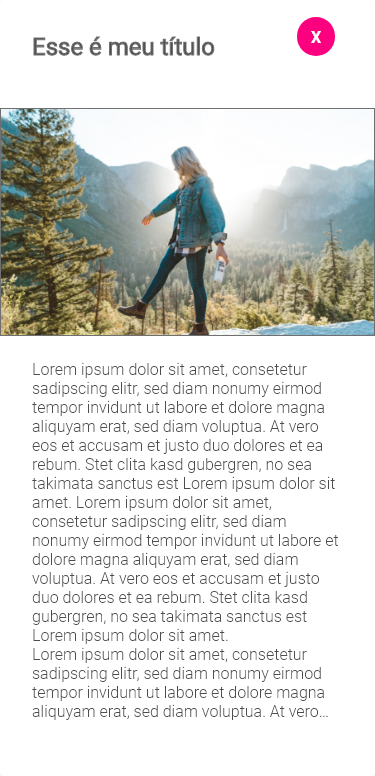 Esse é meu título
X
Lorem ipsum dolor sit amet, consetetur
sadipscing elitr, sed diam nonumy eirmod
tempor invidunt ut labore et dolore magna
aliquyam erat, sed diam voluptua. At vero
eos et accusam et justo duo dolores et ea
rebum. Stet clita kasd gubergren, no sea
takimata sanctus est Lorem ipsum dolor sit
amet. Lorem ipsum dolor sit amet,
consetetur sadipscing elitr, sed diam
nonumy eirmod tempor invidunt ut labore et
dolore magna aliquyam erat, sed diam
voluptua. At vero eos et accusam et justo
duo dolores et ea rebum. Stet clita kasd
gubergren, no sea takimata sanctus est
Lorem ipsum dolor sit amet.
Lorem ipsum dolor sit amet, consetetur
sadipscing elitr, sed diam nonumy eirmod
tempor invidunt ut labore et dolore magna
aliquyam erat, sed diam voluptua. At vero...